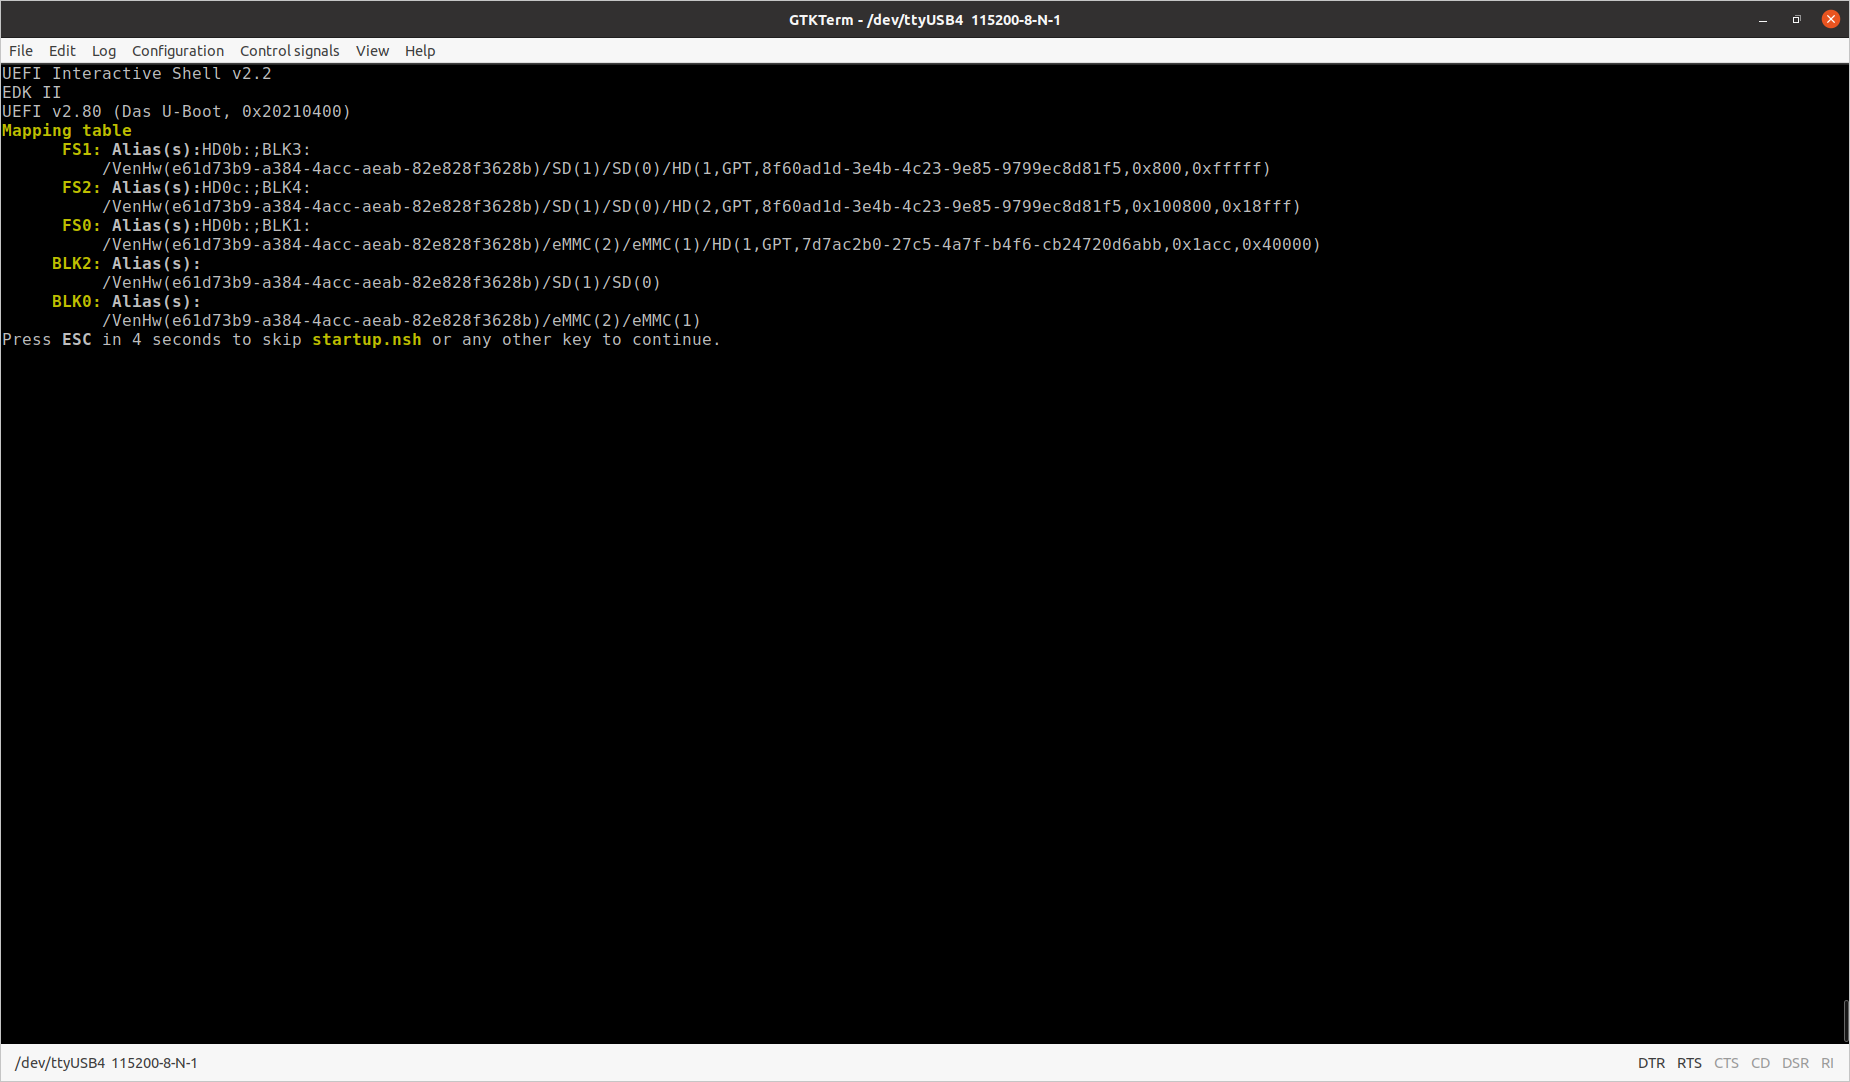 GTKTerm - /dev/ttyUSB4 115200-8-N-1
File Edit Log Configuration Control signals View Help
UEFI Interactive Shell v2.2
EDK II
UEFI v2.80 (Das U-Boot, 0x20210400)
Mapping table
FS1: Alias(s):HD0b:;BLK3:
/VenHw(e61d73b9-a384-4acc-aeab-82e828f3628b)/SD(1)/SD(0)/HD(1,GPT,8f60ad1d-3e4b-4c23-9e85-9799ec8d81f5,0x800,0xfffff)
FS2: Alias(s):HD0c:;BLK4:
/VenHw(e61d73b9-a384-4acc-aeab-82e828f3628b)/SD(1)/SD(0)/HD(2,GPT,8f60ad1d-3e4b-4c23-9e85-9799ec8d81f5,0x100800,0x18fff)
FS0: Alias(s):HD0b:;BLK1:
/VenHw(e61d73b9-a384-4acc-aeab-82e828f3628b)/eMMC(2)/eMMC(1)/HD(1,GPT,7d7ac2b0-27c5-4a7f-b4f6-cb24720d6abb,0x1acc,0x40000)
BLK2: Alias(s):
/VenHw(e61d73b9-a384-4acc-aeab-82e828f3628b)/SD(1)/SD(0)
BLK0: Alias(s):
/VenHw(e61d73b9-a384-4acc-aeab-82e828f3628b)/eMMC(2)/eMMC(1)
Press ESC in 4 seconds to skip startup.nsh or any other key to continue.
/dev/ttyUSB4 115200-8-N-1 DTR RTS CTS CD DSR RI